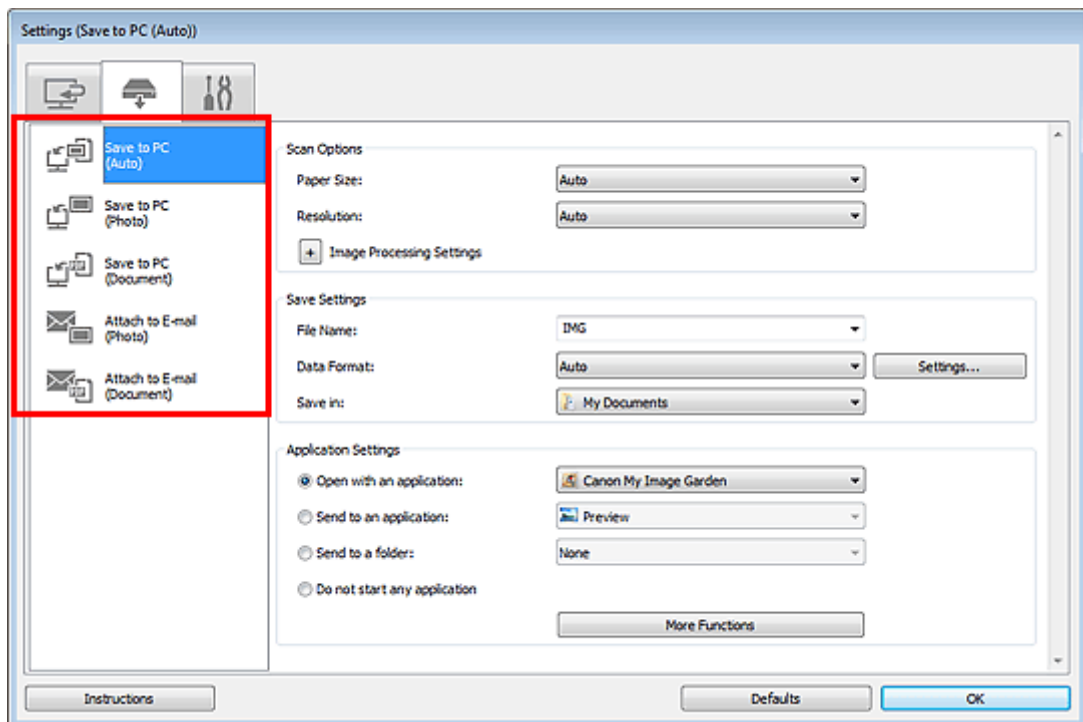 Settings (Save to PC (Auto))
Save to PC
(Auto)
Save to PC
(Photo)
Save to PC
(Document)
Attach to E-mail
(Photo)
Attach to E-mail
(Document)
Scan Options
Paper Size: Auto
Resolution: Auto
+ Image Processing Settings
Save Settings
File Name: IMG
Data Format: Auto Settings...
Save in: My Documents
Application Settings
Open with an application: Canon My Image Garden
Send to an application: Preview
Send to a folder: None
Do not start any application
More Functions
Instructions Defaults OK